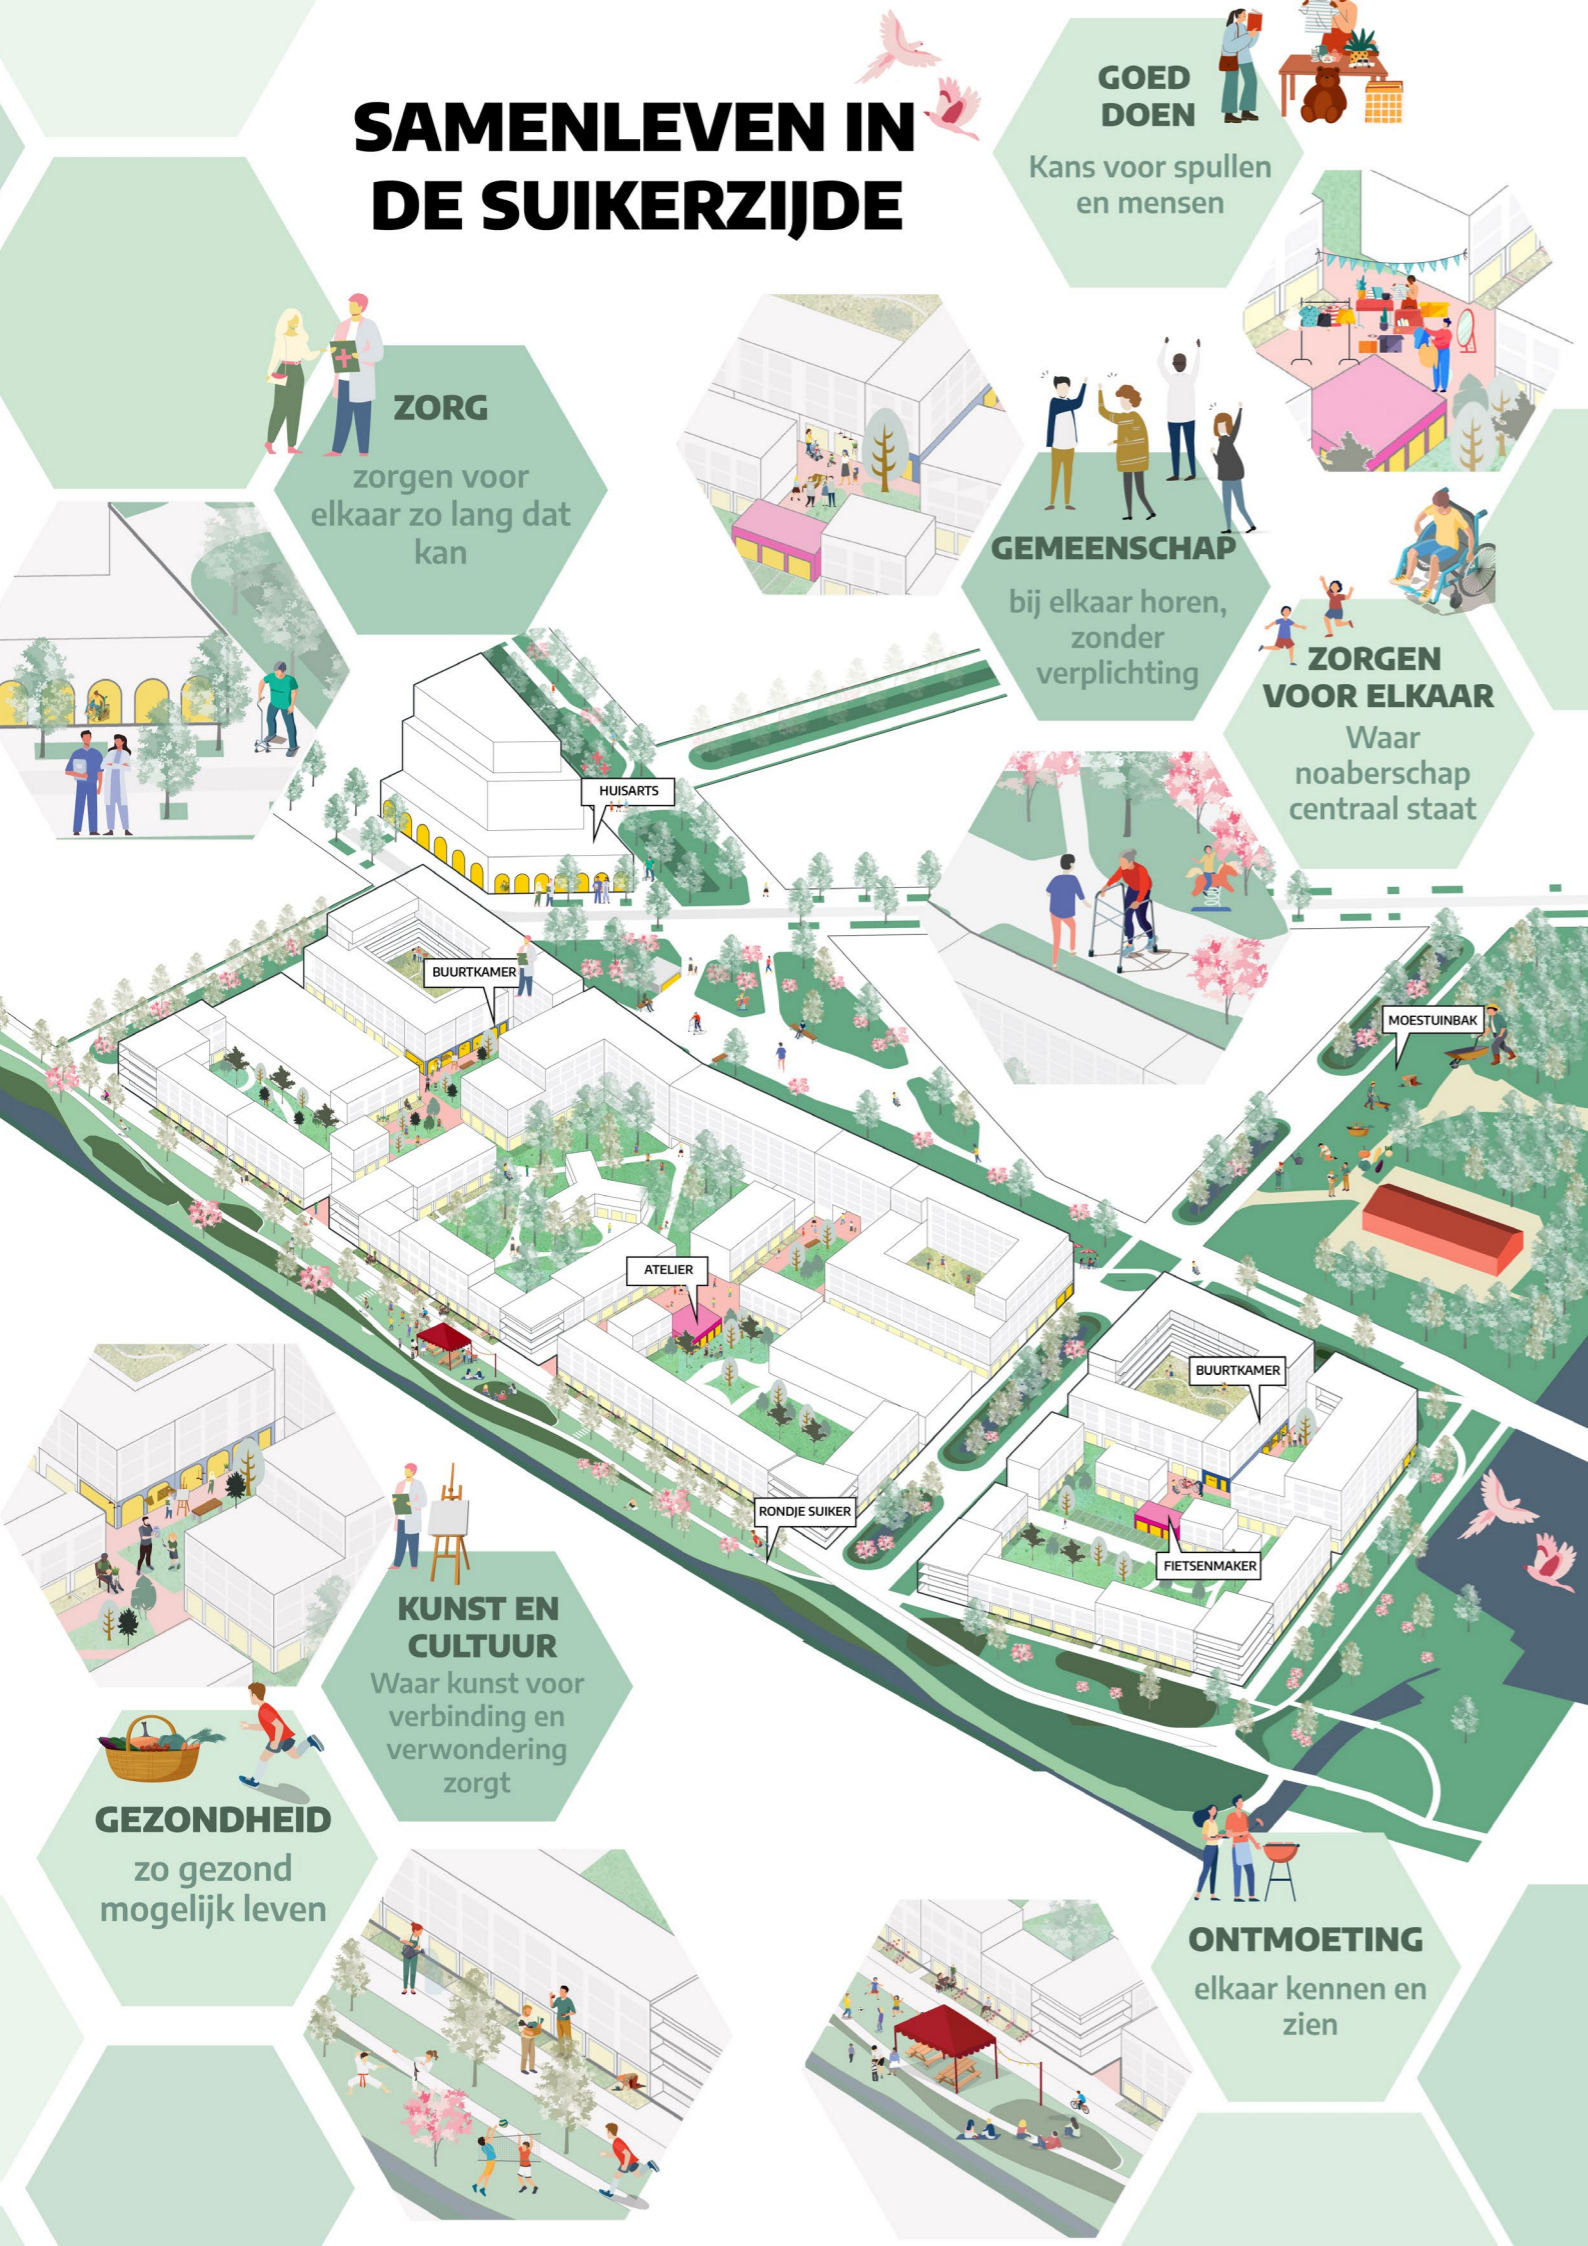 SAMENLEVEN IN
DE SUIKERZIJDE
GOED
DOEN
Kans voor spullen
en mensen
ZORG
zorgen voor
elkaar zo lang dat
kan
GEMEENSCHAP
bij elkaar horen,
zonder
verplichting
ZORGEN
VOOR ELKAAR
Waar
noaberschap
centraal staat
HUISARTS
BUURTKAMER
MOESTUINBAK
ATELIER
BUURTKAMER
RONDJE SUIKER
FIETSENMAKER
KUNST EN
CULTUUR
Waar kunst voor
verbinding en
verwondering
zorgt
GEZONDHEID
zo gezond
mogelijk leven
ONTMOETING
elkaar kennen en
zien